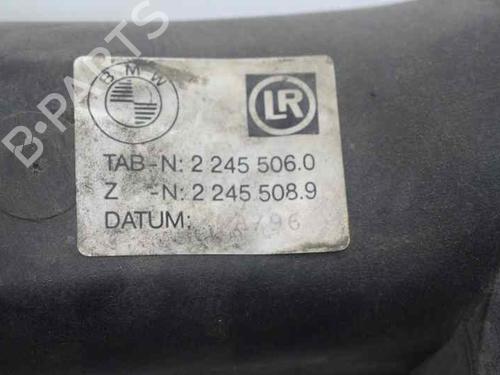 B-PARTS
BMW
LR
TAB-N: 2 245 506.0
Z -N: 2 245 508.9
DATUM: